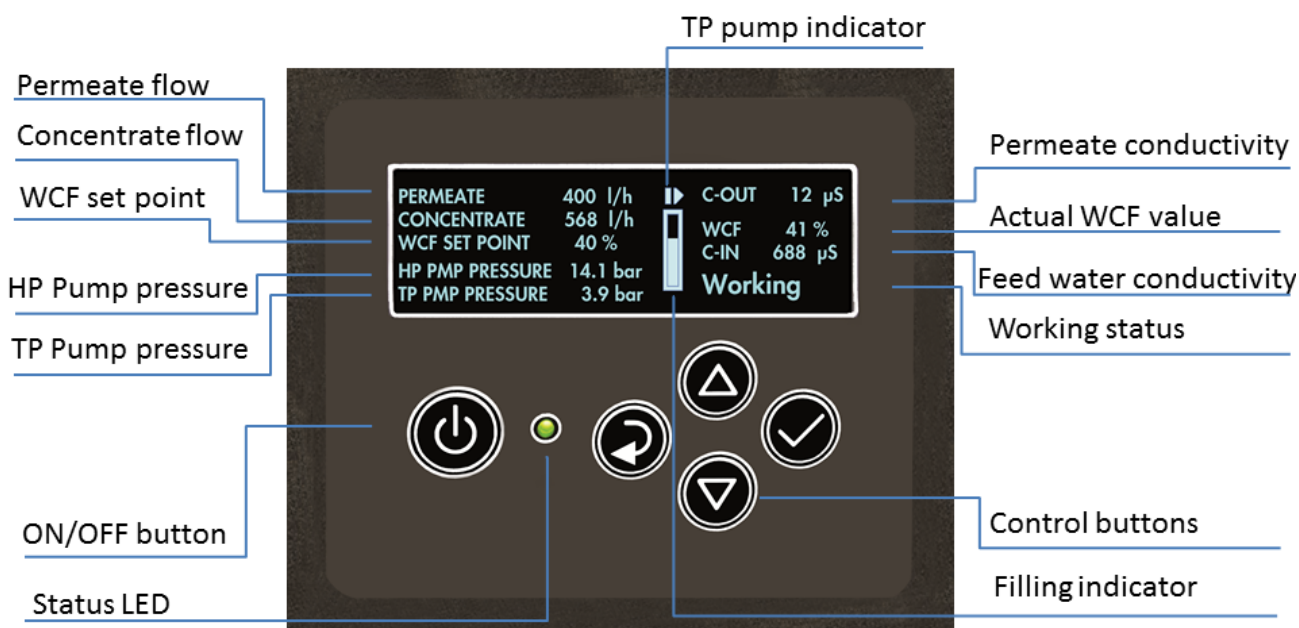 TP pump indicator
Permeate flow
Concentrate flow
WCF set point
HP Pump pressure
TP Pump pressure
ON/OFF button
Status LED
PERMEATE 400 l/h
CONCENTRATE 568 l/h
WCF SET POINT 40 %
HP PMP PRESSURE 14.1 bar
TP PMP PRESSURE 3.9 bar
C-OUT 12 µS
WCF 41 %
C-IN 688 µS
Working
Permeate conductivity
Actual WCF value
Feed water conductivity
Working status
Control buttons
Filling indicator